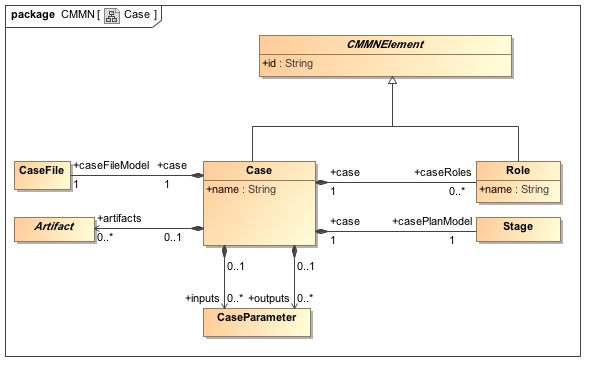 package CMMN [ Case ]
CMMNElement
+id : String
CaseFile
+caseFileModel
+case
1
1
Case
+name : String
+case
+caseRoles
1
0..*
Role
+name : String
Artifact
+artifacts
0..*
0..1
+case
+casePlanModel
1
1
Stage
0..1
0..1
+inputs
0..*
+outputs
0..*
CaseParameter